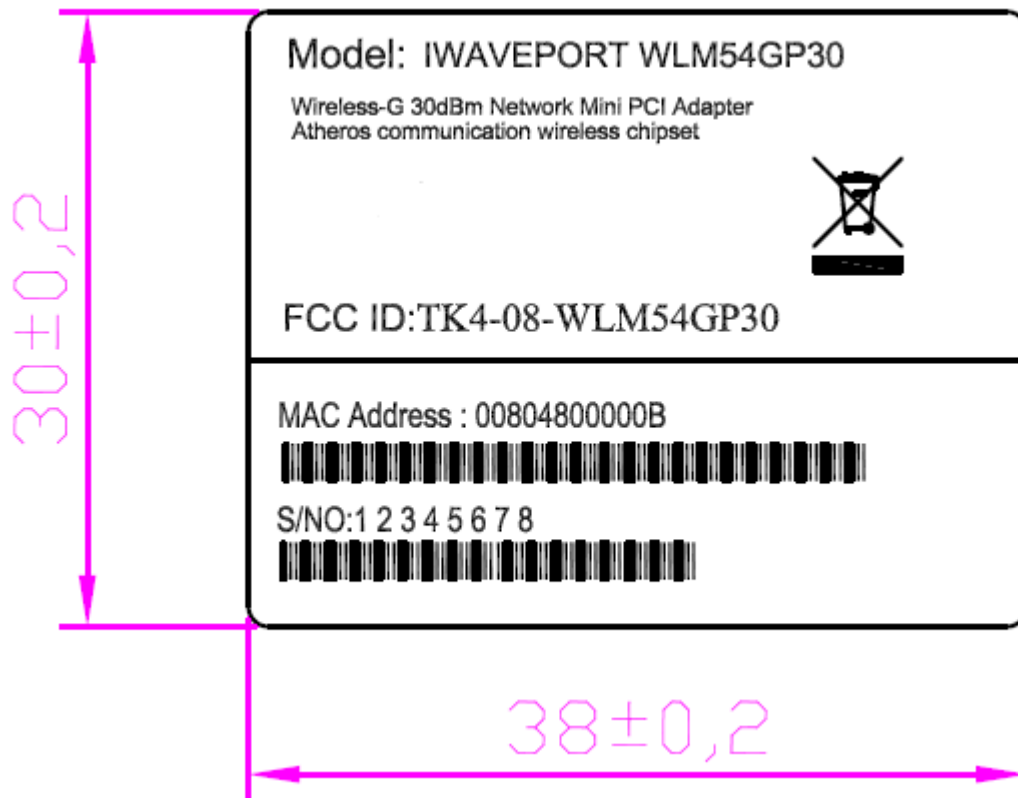 Model: IWAVEPORT WLM54GP30
Wireless-G 30dBm Network Mini PCI Adapter
Atheros communication wireless chipset
FCC ID:TK4-08-WLM54GP30
MAC Address : 00804800000B
S/NO:1 2 3 4 5 6 7 8
30±0,2
38±0,2